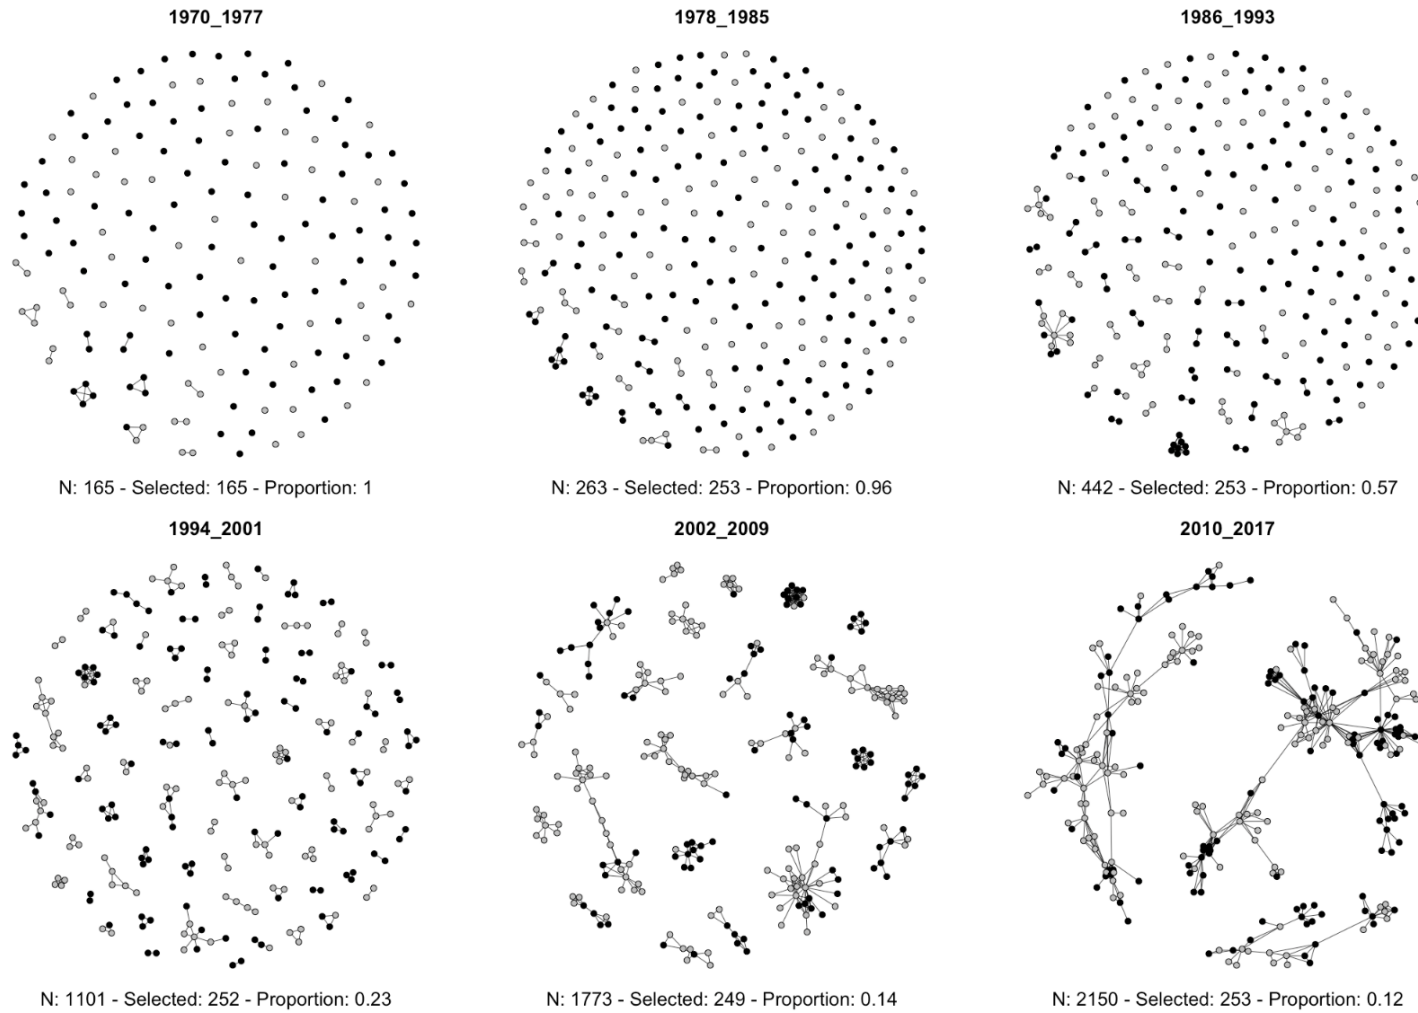 1970_1977
1978_1985
1986_1993
N: 165 - Selected: 165 - Proportion: 1
N: 263 - Selected: 253 - Proportion: 0.96
N: 442 - Selected: 253 - Proportion: 0.57
1994_2001
2002_2009
2010_2017
N: 1101 - Selected: 252 - Proportion: 0.23
N: 1773 - Selected: 249 - Proportion: 0.14
N: 2150 - Selected: 253 - Proportion: 0.12